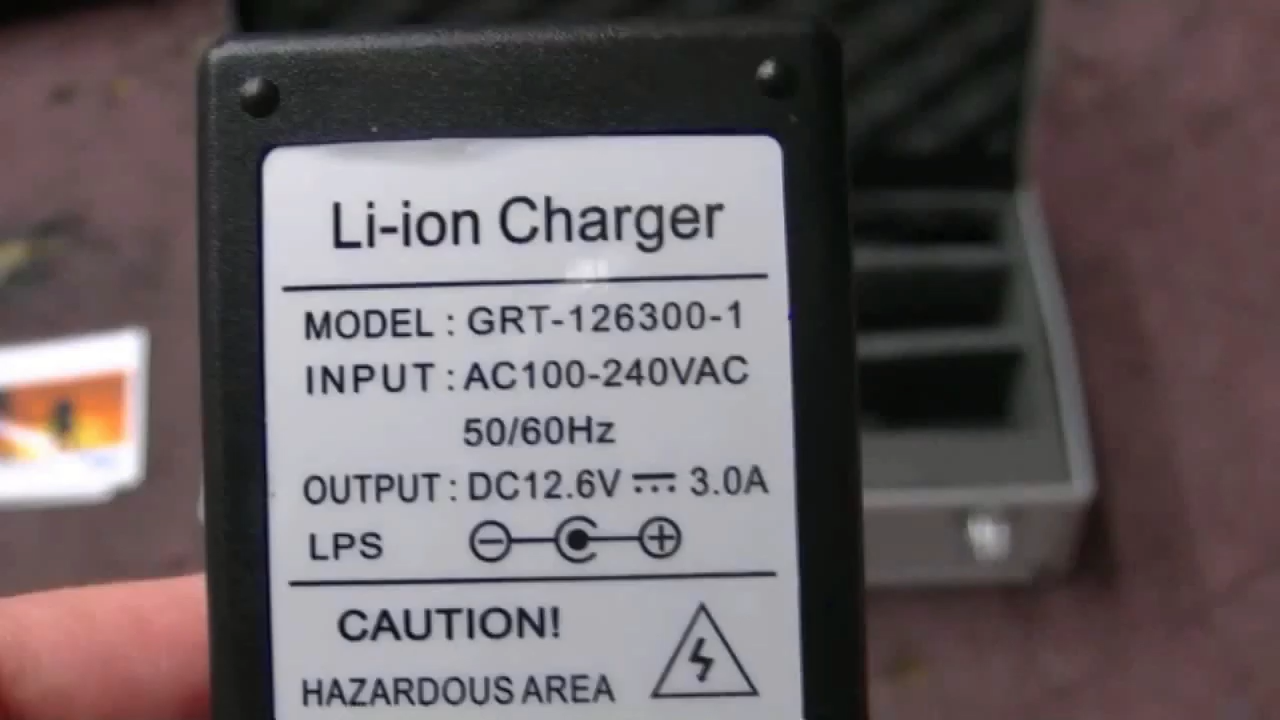 Li-ion Charger
MODEL : GRT-126300-1
INPUT : AC100-240VAC
50/60Hz
OUTPUT : DC12.6V ⎓ 3.0A
LPS
CAUTION!
HAZARDOUS AREA